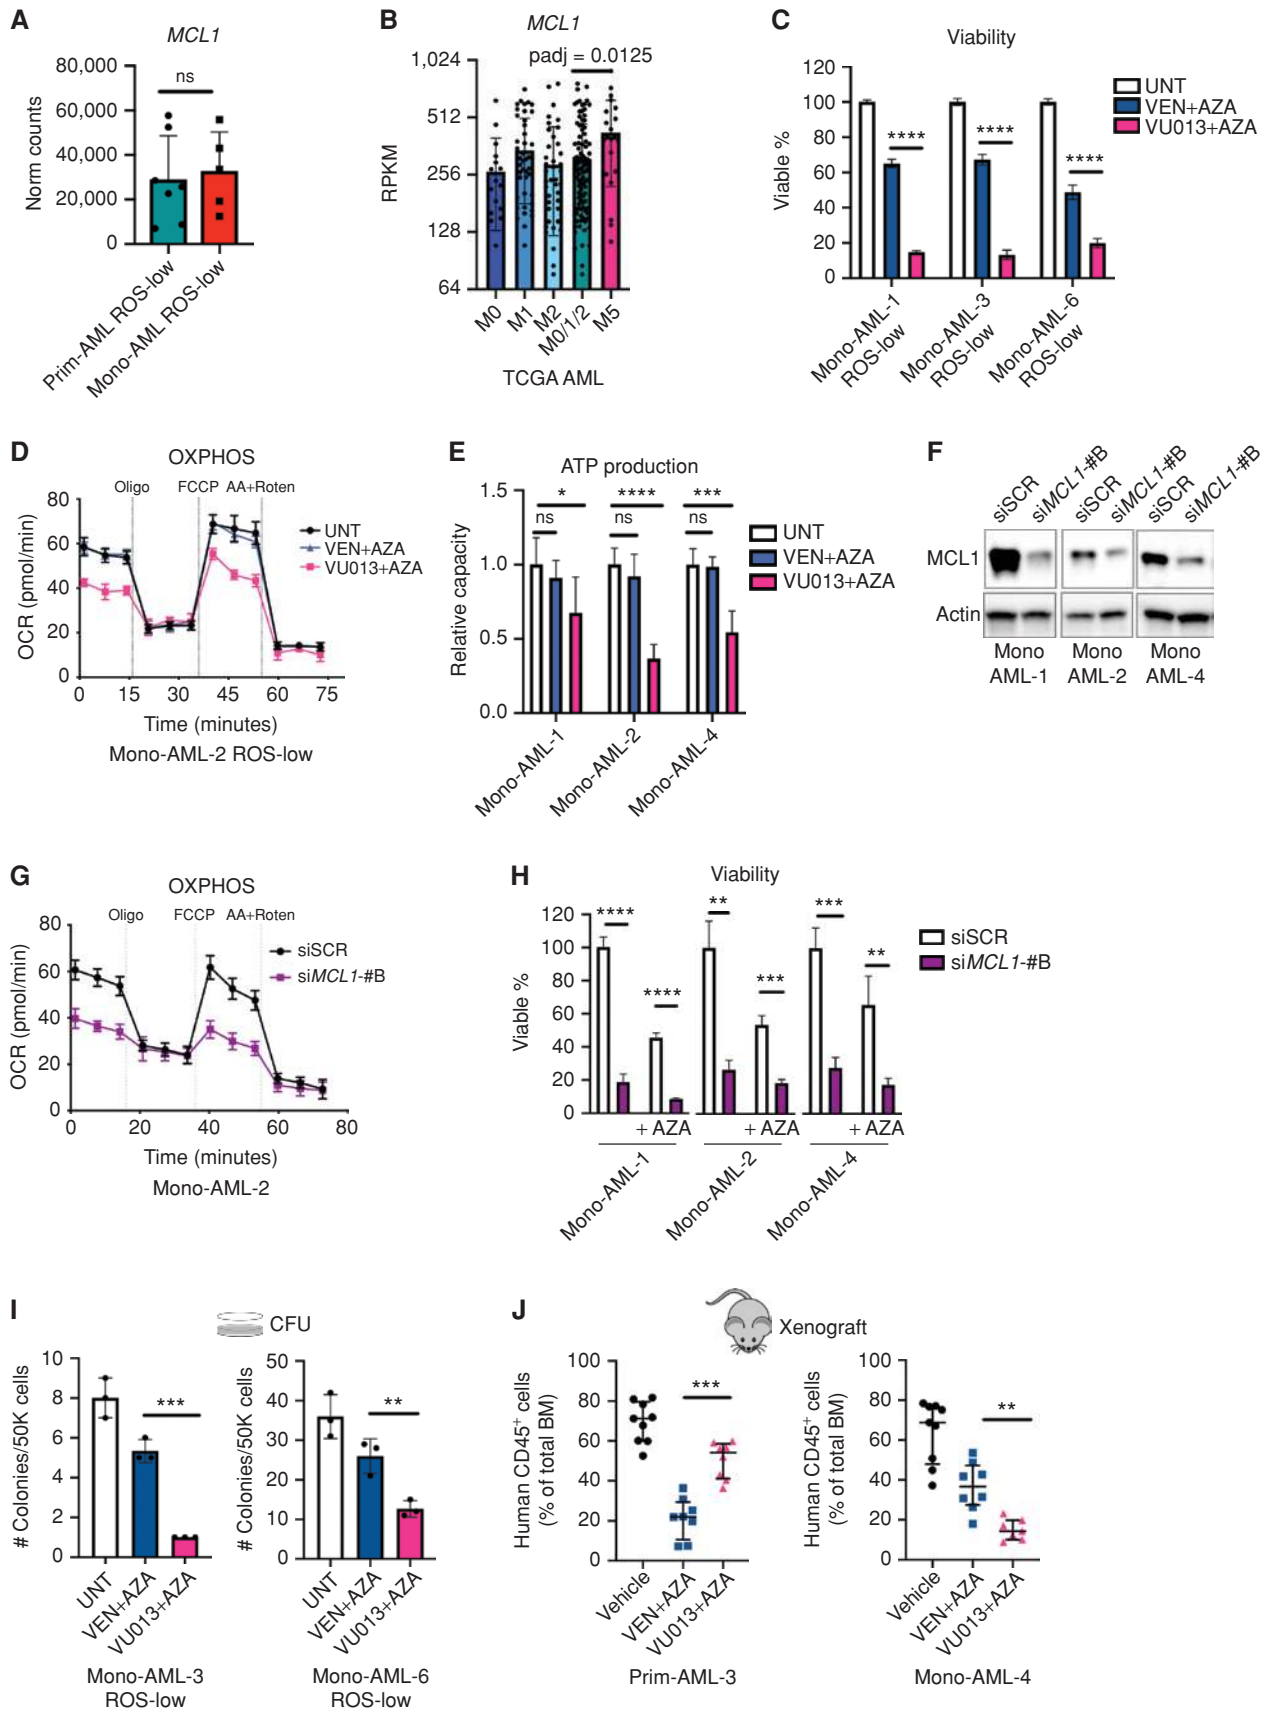 A
MCL1
80,000
60,000
40,000
20,000
0
Norm counts
ns
Prim-AML ROS-low
Mono-AML ROS-low
B
MCL1
padj = 0.0125
1,024
512
256
128
64
RPKM
M0
M1
M2
M0/1/2
M5
TCGA AML
C
Viability
120
100
80
60
40
20
0
Viable %
****
****
****
UNT
VEN+AZA
VU013+AZA
Mono-AML-1
ROS-low
Mono-AML-3
ROS-low
Mono-AML-6
ROS-low
D
OXPHOS
Oligo
FCCP
AA+Roten
80
60
40
20
0
OCR (pmol/min)
UNT
VEN+AZA
VU013+AZA
0
15
30
45
60
75
Time (minutes)
Mono-AML-2 ROS-low
E
ATP production
1.5
1.0
0.5
0.0
Relative capacity
*
****
***
ns
ns
ns
UNT
VEN+AZA
VU013+AZA
Mono-AML-1
Mono-AML-2
Mono-AML-4
F
siSCR
siMCL1-#B
siSCR
siMCL1-#B
siSCR
siMCL1-#B
MCL1
Actin
Mono
AML-1
Mono
AML-2
Mono
AML-4
G
OXPHOS
Oligo
FCCP
AA+Roten
80
60
40
20
0
OCR (pmol/min)
siSCR
siMCL1-#B
0
20
40
60
80
Time (minutes)
Mono-AML-2
H
Viability
120
100
80
60
40
20
0
Viable %
****
****
**
***
***
**
siSCR
siMCL1-#B
+ AZA
+ AZA
+ AZA
Mono-AML-1
Mono-AML-2
Mono-AML-4
I
CFU
10
8
6
4
2
0
# Colonies/50K cells
***
UNT
VEN+AZA
VU013+AZA
Mono-AML-3
ROS-low
50
40
30
20
10
0
# Colonies/50K cells
**
UNT
VEN+AZA
VU013+AZA
Mono-AML-6
ROS-low
J
Xenograft
100
80
60
40
20
0
Human CD45⁺ cells
(% of total BM)
***
Vehicle
VEN+AZA
VU013+AZA
Prim-AML-3
100
80
60
40
20
0
Human CD45⁺ cells
(% of total BM)
**
Vehicle
VEN+AZA
VU013+AZA
Mono-AML-4